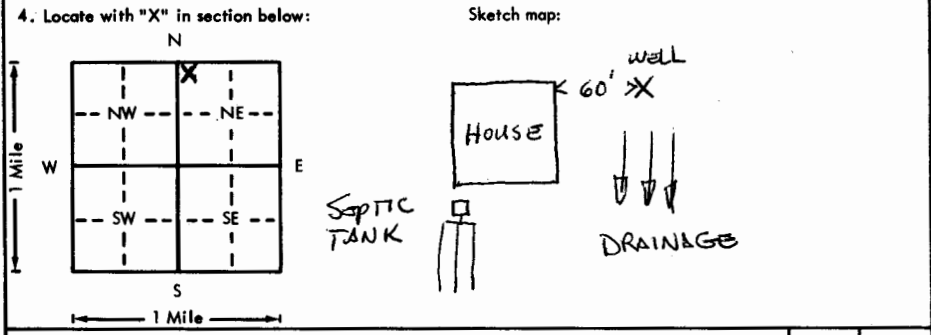 4. Locate with "X" in section below:
Sketch map:
N
X
NW
NE
W
E
1 Mile
SW
SE
S
1 Mile
WELL
60' X
HOUSE
SEPTIC
TANK
DRAINAGE